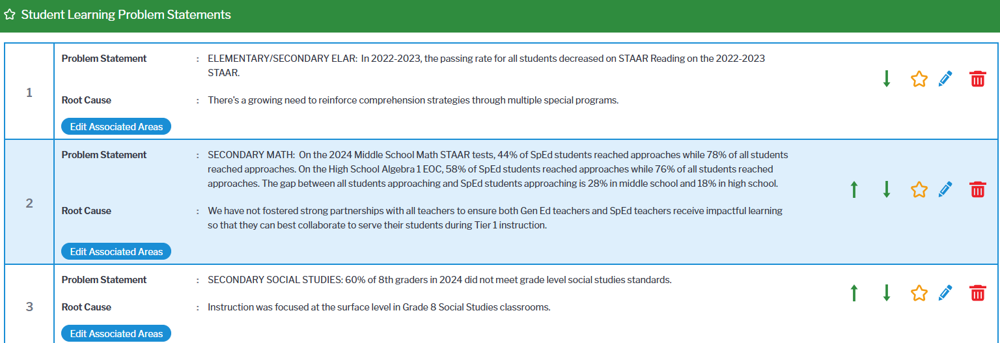 Student Learning Problem Statements
1
Problem Statement : ELEMENTARY/SECONDARY ELAR: In 2022-2023, the passing rate for all students decreased on STAAR Reading on the 2022-2023
STAAR.
Root Cause : There's a growing need to reinforce comprehension strategies through multiple special programs.
Edit Associated Areas
2
Problem Statement : SECONDARY MATH: On the 2024 Middle School Math STAAR tests, 44% of SpEd students reached approaches while 78% of all students
reached approaches. On the High School Algebra 1 EOC, 58% of SpEd students reached approaches while 76% of all students reached
approaches. The gap between all students approaching and SpEd students approaching is 28% in middle school and 18% in high school.
Root Cause : We have not fostered strong partnerships with all teachers to ensure both Gen Ed teachers and SpEd teachers receive impactful learning
so that they can best collaborate to serve their students during Tier 1 instruction.
Edit Associated Areas
3
Problem Statement : SECONDARY SOCIAL STUDIES: 60% of 8th graders in 2024 did not meet grade level social studies standards.
Root Cause : Instruction was focused at the surface level in Grade 8 Social Studies classrooms.
Edit Associated Areas